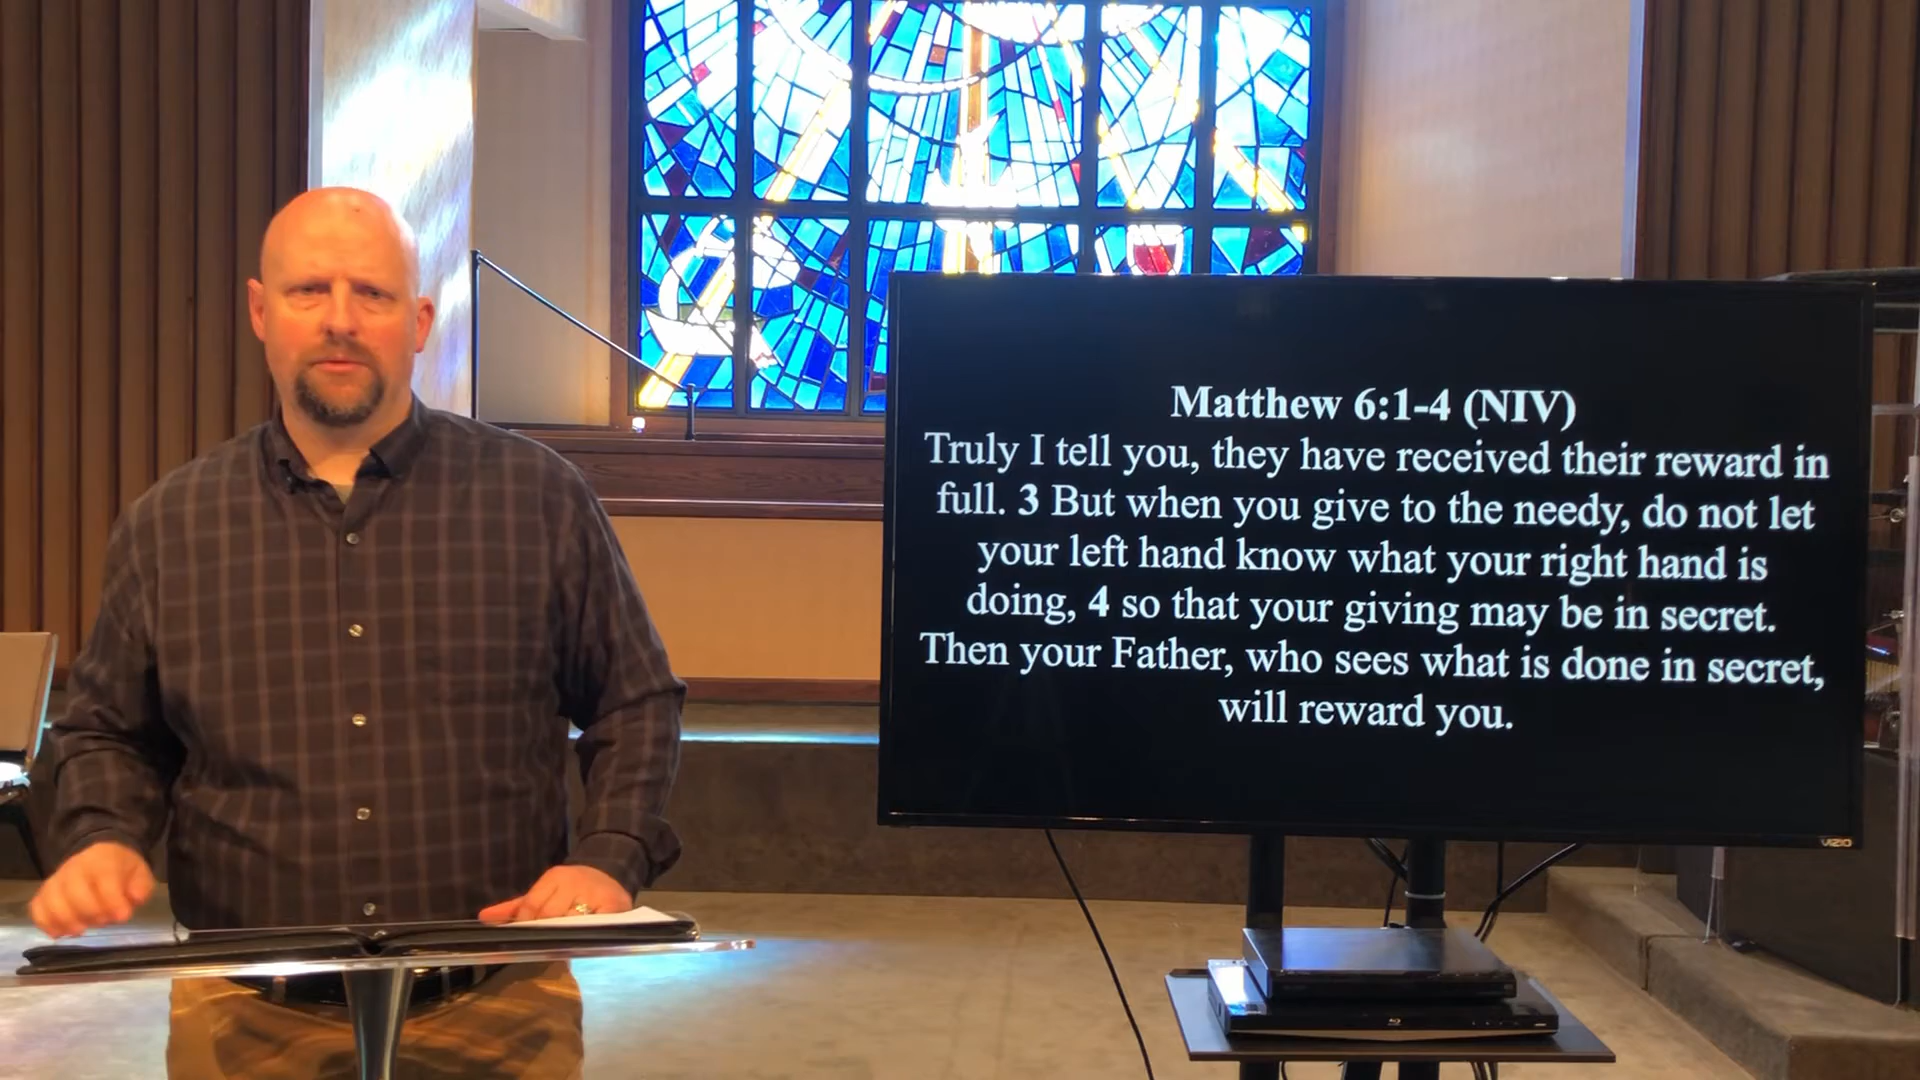 Matthew 6:1-4 (NIV)
Truly I tell you, they have received their reward in
full. 3 But when you give to the needy, do not let
your left hand know what your right hand is
doing, 4 so that your giving may be in secret.
Then your Father, who sees what is done in secret,
will reward you.
VIZIO